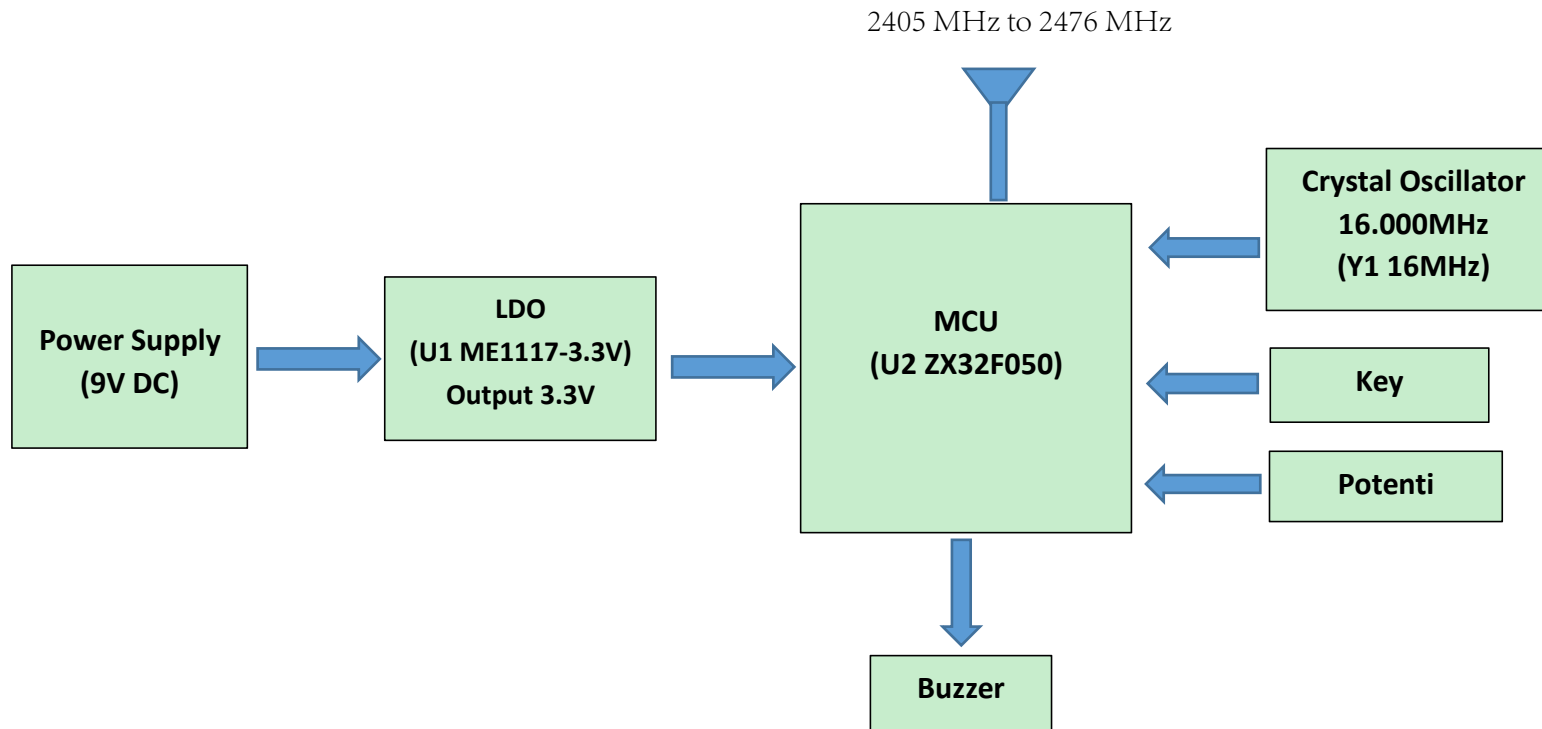 2405 MHz to 2476 MHz
Crystal Oscillator
16.000MHz
(Y1 16MHz)
Power Supply
(9V DC)
LDO
(U1 ME1117-3.3V)
Output 3.3V
MCU
(U2 ZX32F050)
Key
Potenti
Buzzer